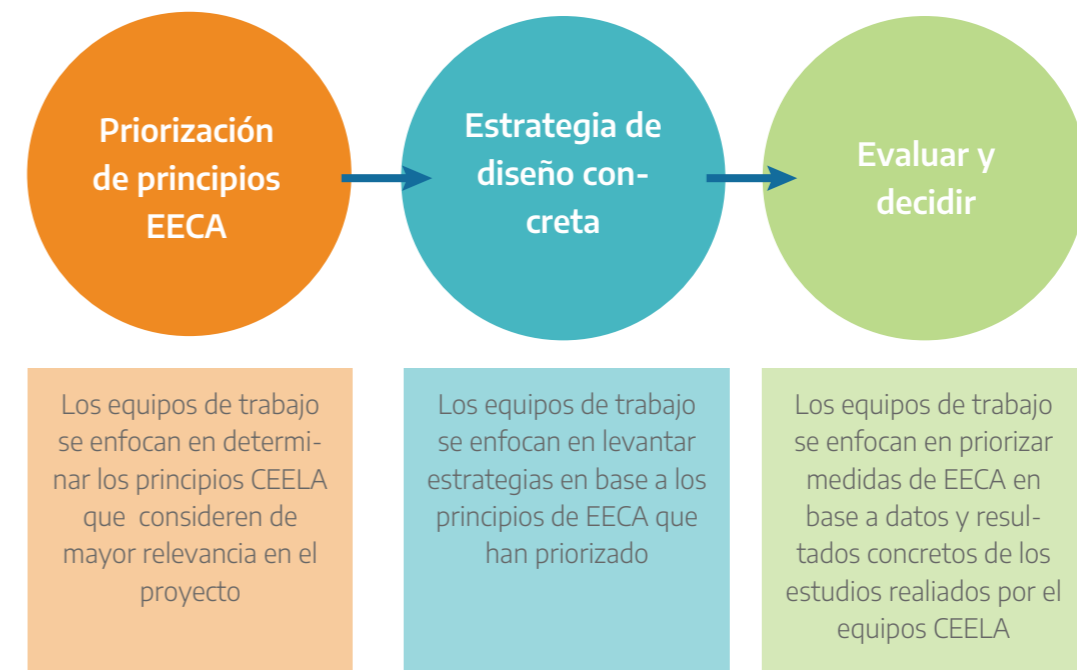 Priorización
de principios
EECA
Estrategia de
diseño con-
creta
Evaluar y
decidir
Los equipos de trabajo
se enfocan en determi-
nar los principios CEELA
que consideren de
mayor relevancia en el
proyecto
Los equipos de trabajo
se enfocan en levantar
estrategias en base a los
principios de EECA que
han priorizado
Los equipos de trabajo
se enfocan en priorizar
medidas de EECA en
base a datos y resul-
tados concretos de los
estudios realiados por el
equipos CEELA